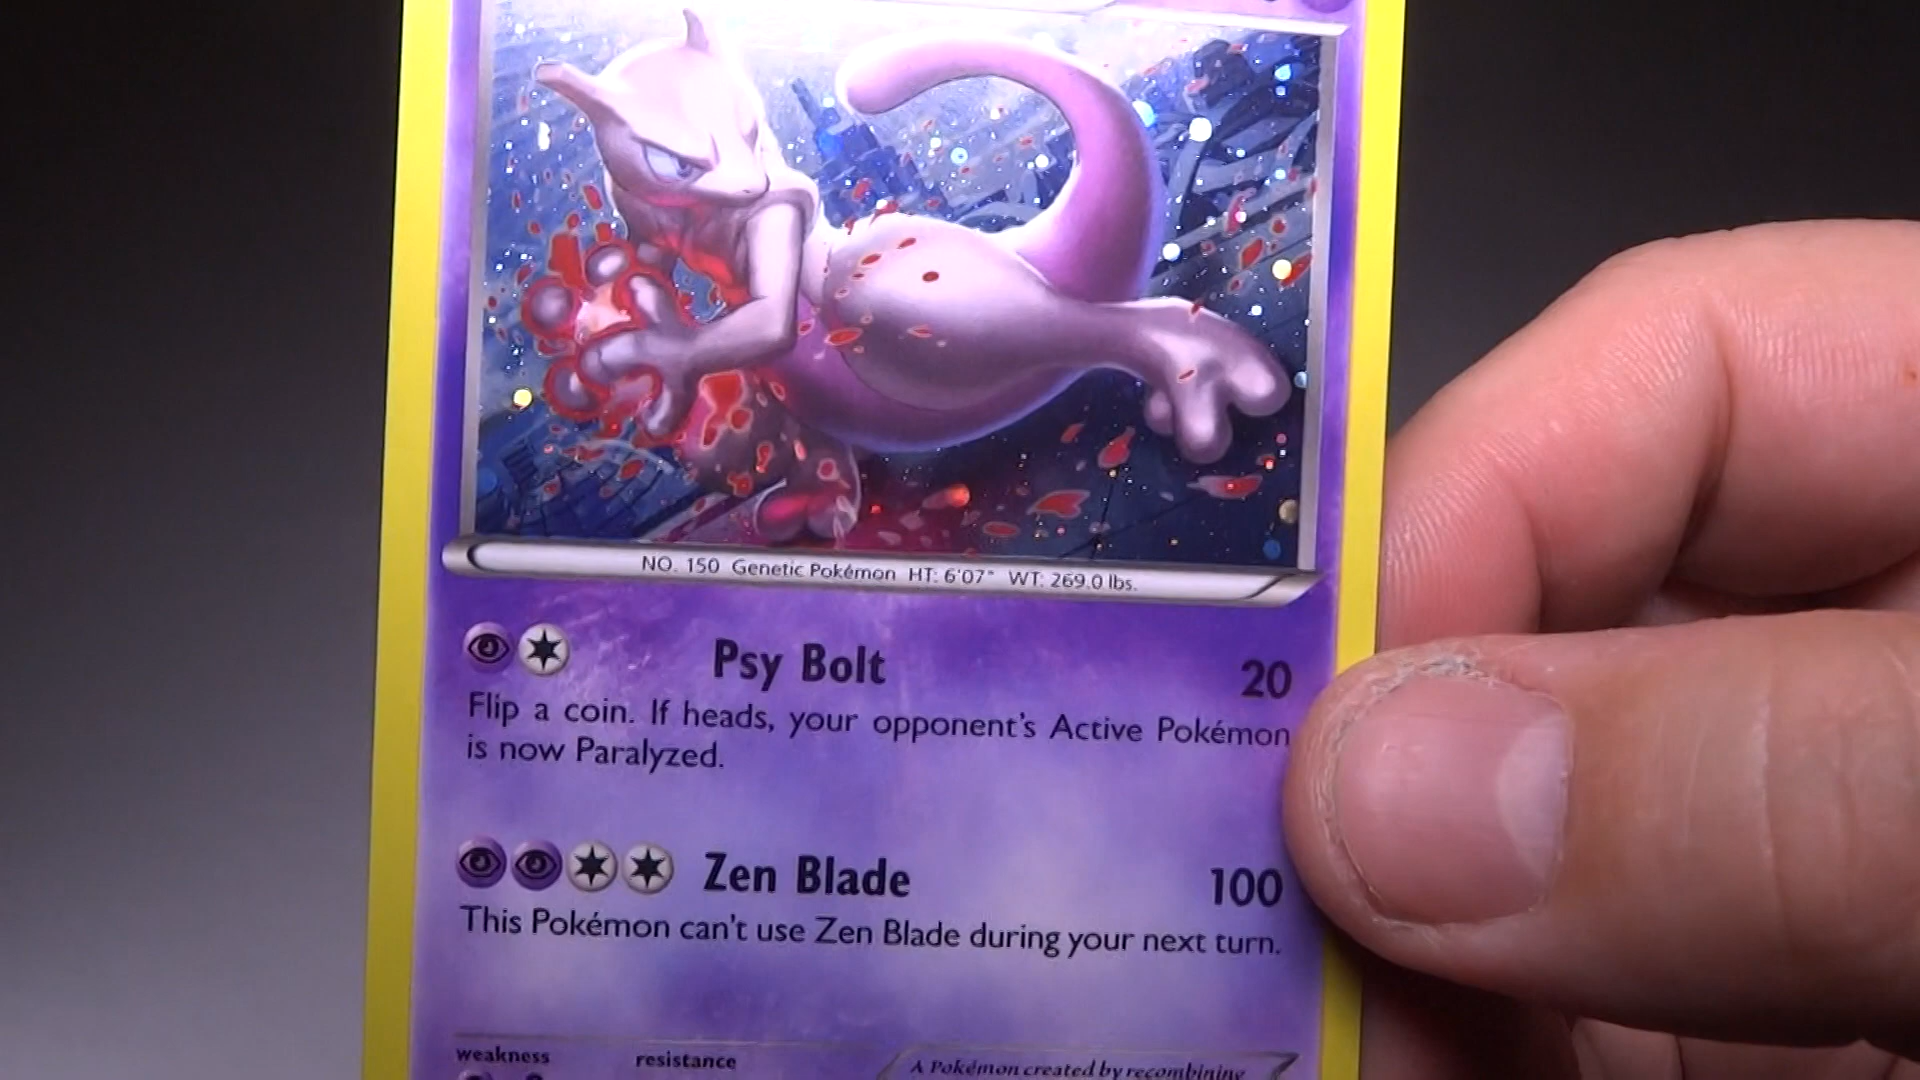 NO. 150 Genetic Pokémon HT: 6'07" WT: 269.0 lbs.
Psy Bolt 20
Flip a coin. If heads, your opponent's Active Pokémon
is now Paralyzed.
Zen Blade 100
This Pokémon can't use Zen Blade during your next turn.
weakness resistance
A Pokémon created by recombining